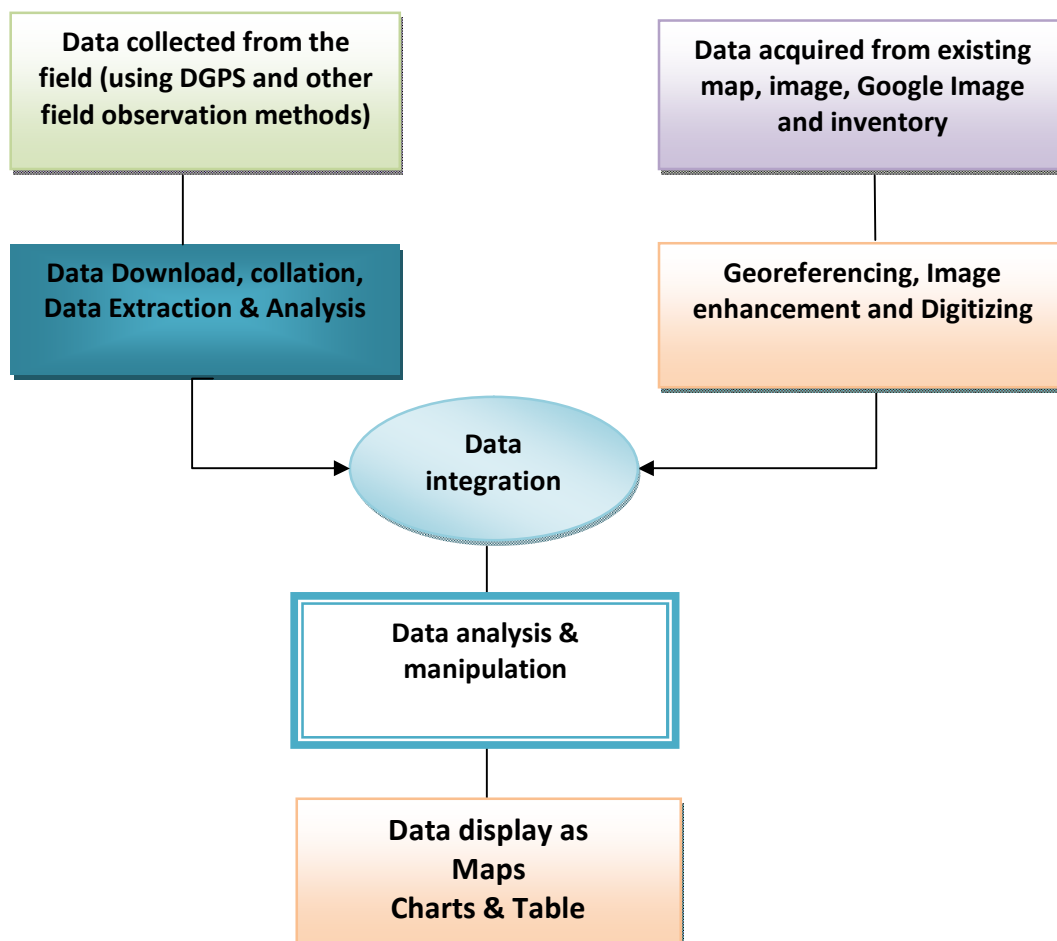 Data collected from the
field (using DGPS and other
field observation methods)
Data acquired from existing
map, image, Google Image
and inventory
Data Download, collation,
Data Extraction & Analysis
Georeferencing, Image
enhancement and Digitizing
Data
integration
Data analysis &
manipulation
Data display as
Maps
Charts & Table